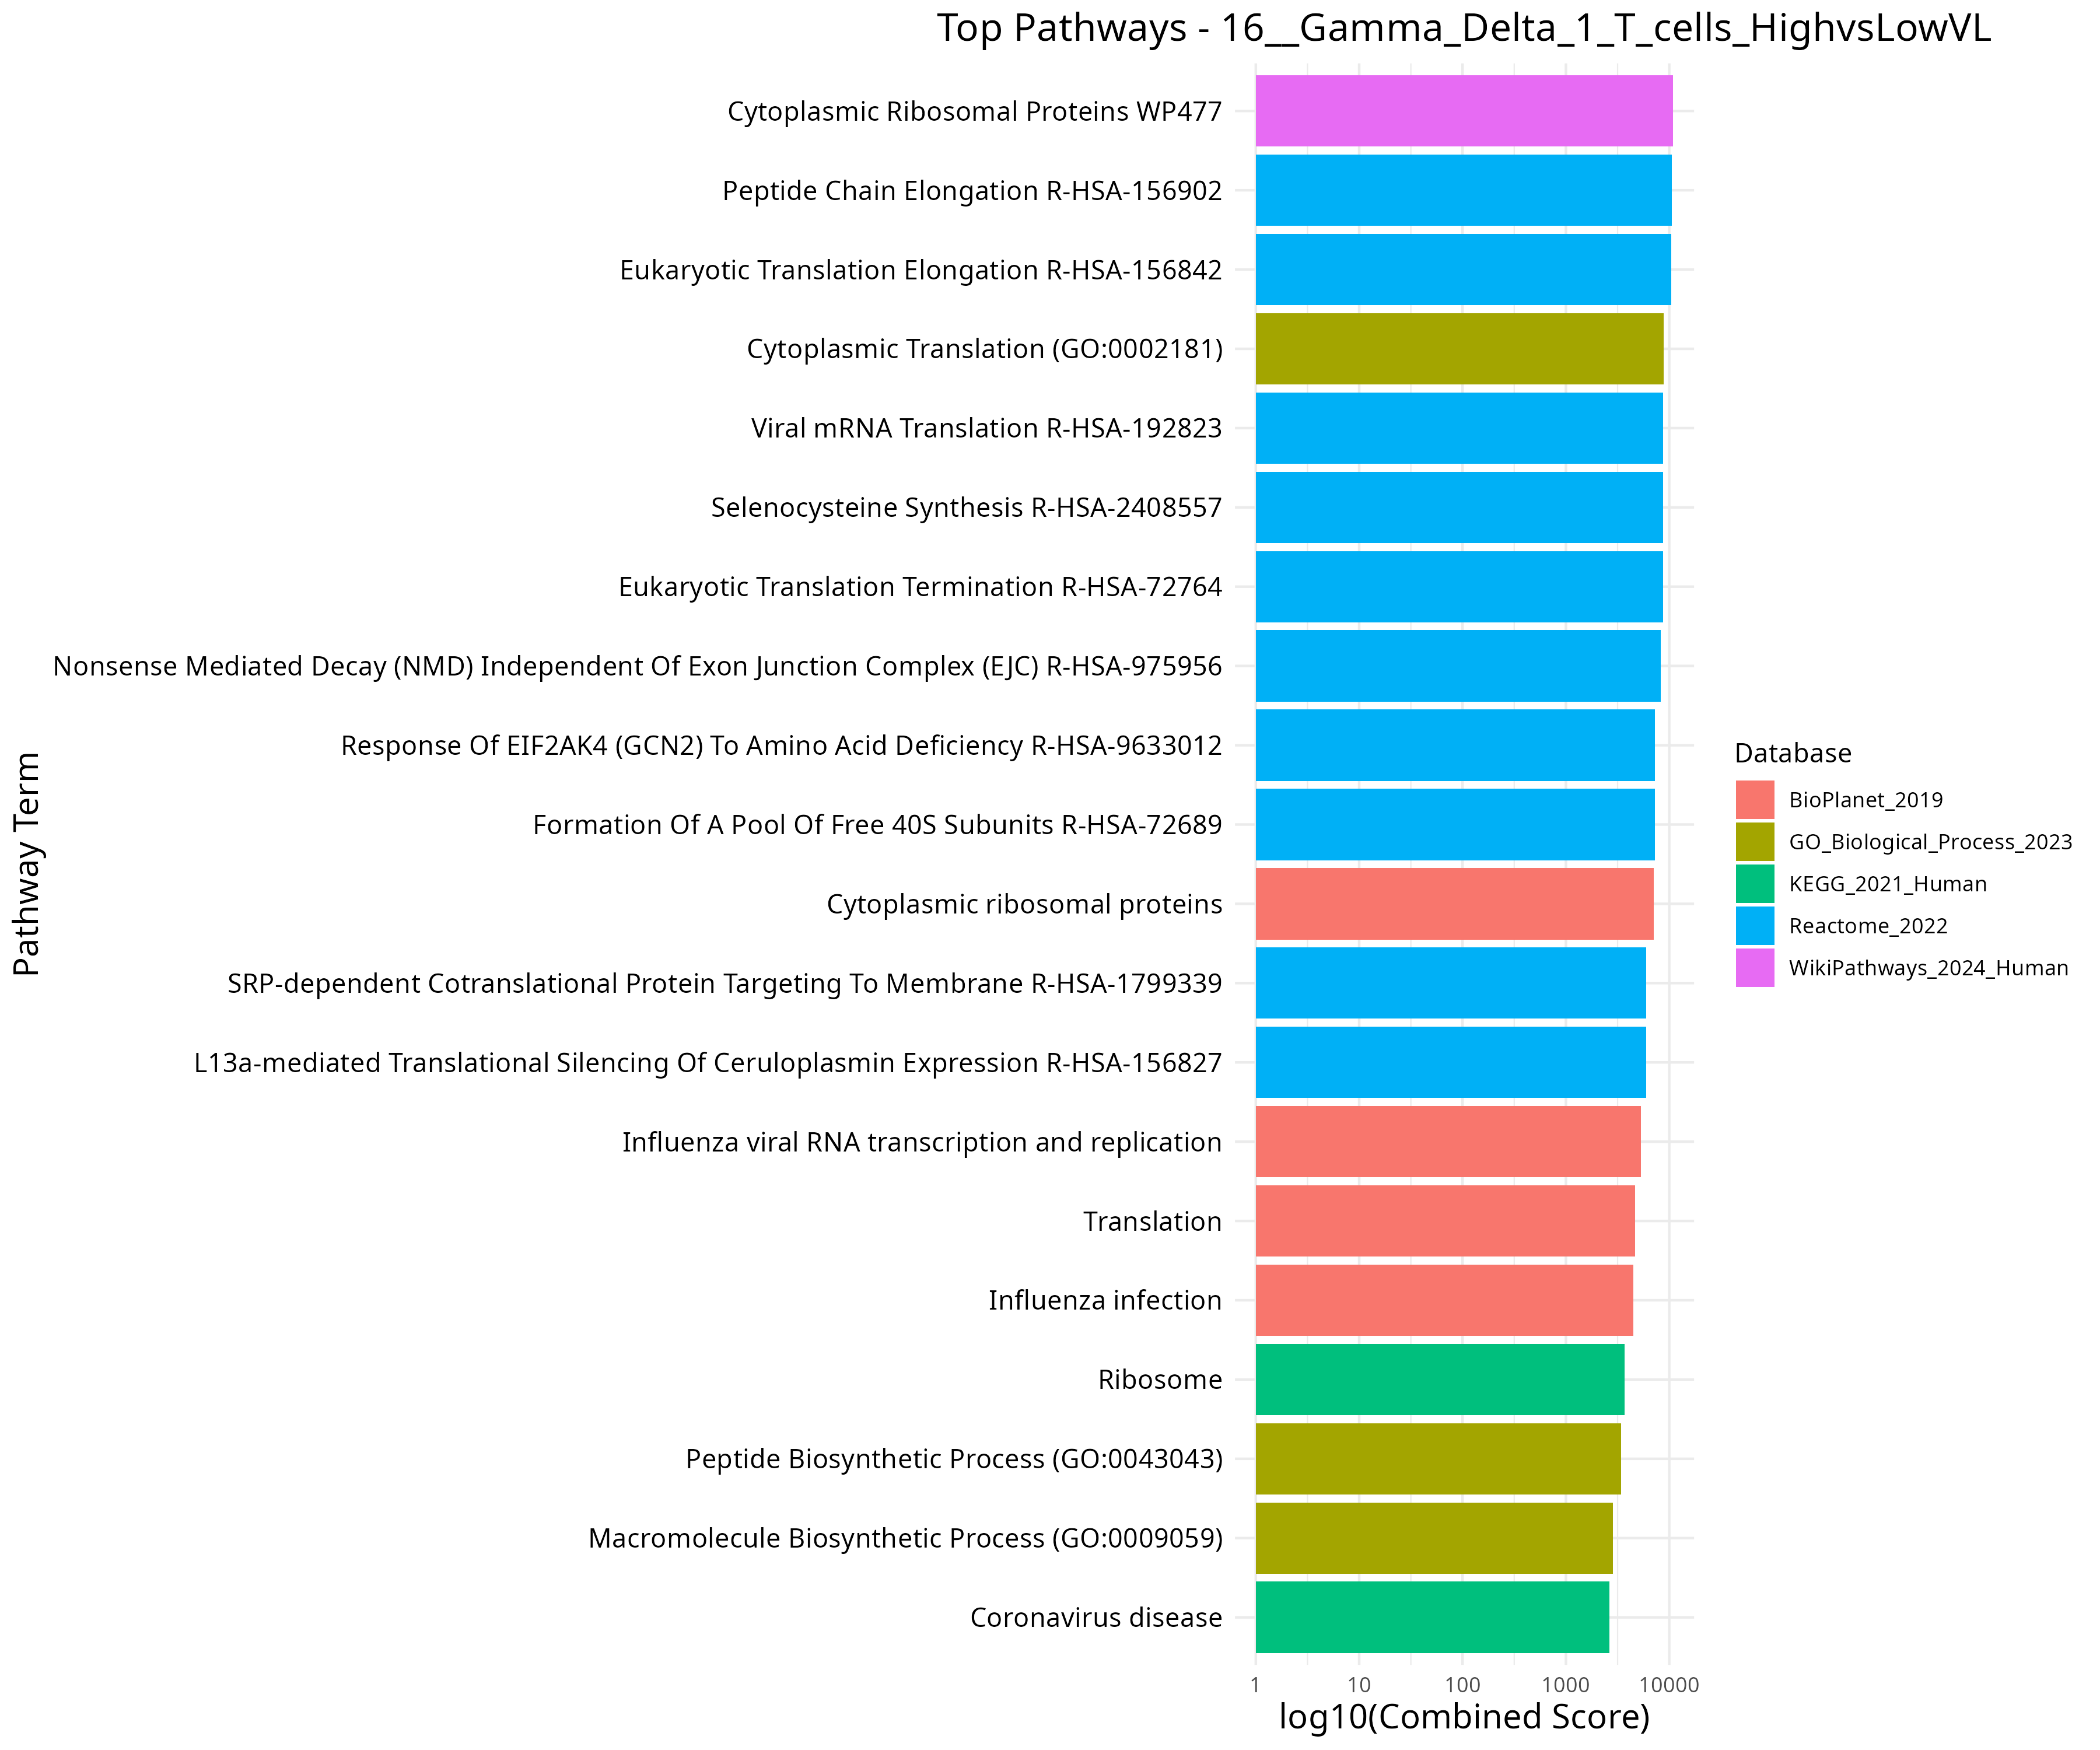 Top Pathways - 16__Gamma_Delta_1_T_cells_HighvsLowVL
Pathway Term
Cytoplasmic Ribosomal Proteins WP477
Peptide Chain Elongation R-HSA-156902
Eukaryotic Translation Elongation R-HSA-156842
Cytoplasmic Translation (GO:0002181)
Viral mRNA Translation R-HSA-192823
Selenocysteine Synthesis R-HSA-2408557
Eukaryotic Translation Termination R-HSA-72764
Nonsense Mediated Decay (NMD) Independent Of Exon Junction Complex (EJC) R-HSA-975956
Response Of EIF2AK4 (GCN2) To Amino Acid Deficiency R-HSA-9633012
Formation Of A Pool Of Free 40S Subunits R-HSA-72689
Cytoplasmic ribosomal proteins
SRP-dependent Cotranslational Protein Targeting To Membrane R-HSA-1799339
L13a-mediated Translational Silencing Of Ceruloplasmin Expression R-HSA-156827
Influenza viral RNA transcription and replication
Translation
Influenza infection
Ribosome
Peptide Biosynthetic Process (GO:0043043)
Macromolecule Biosynthetic Process (GO:0009059)
Coronavirus disease
1 10 100 1000 10000
log10(Combined Score)
Database
BioPlanet_2019
GO_Biological_Process_2023
KEGG_2021_Human
Reactome_2022
WikiPathways_2024_Human